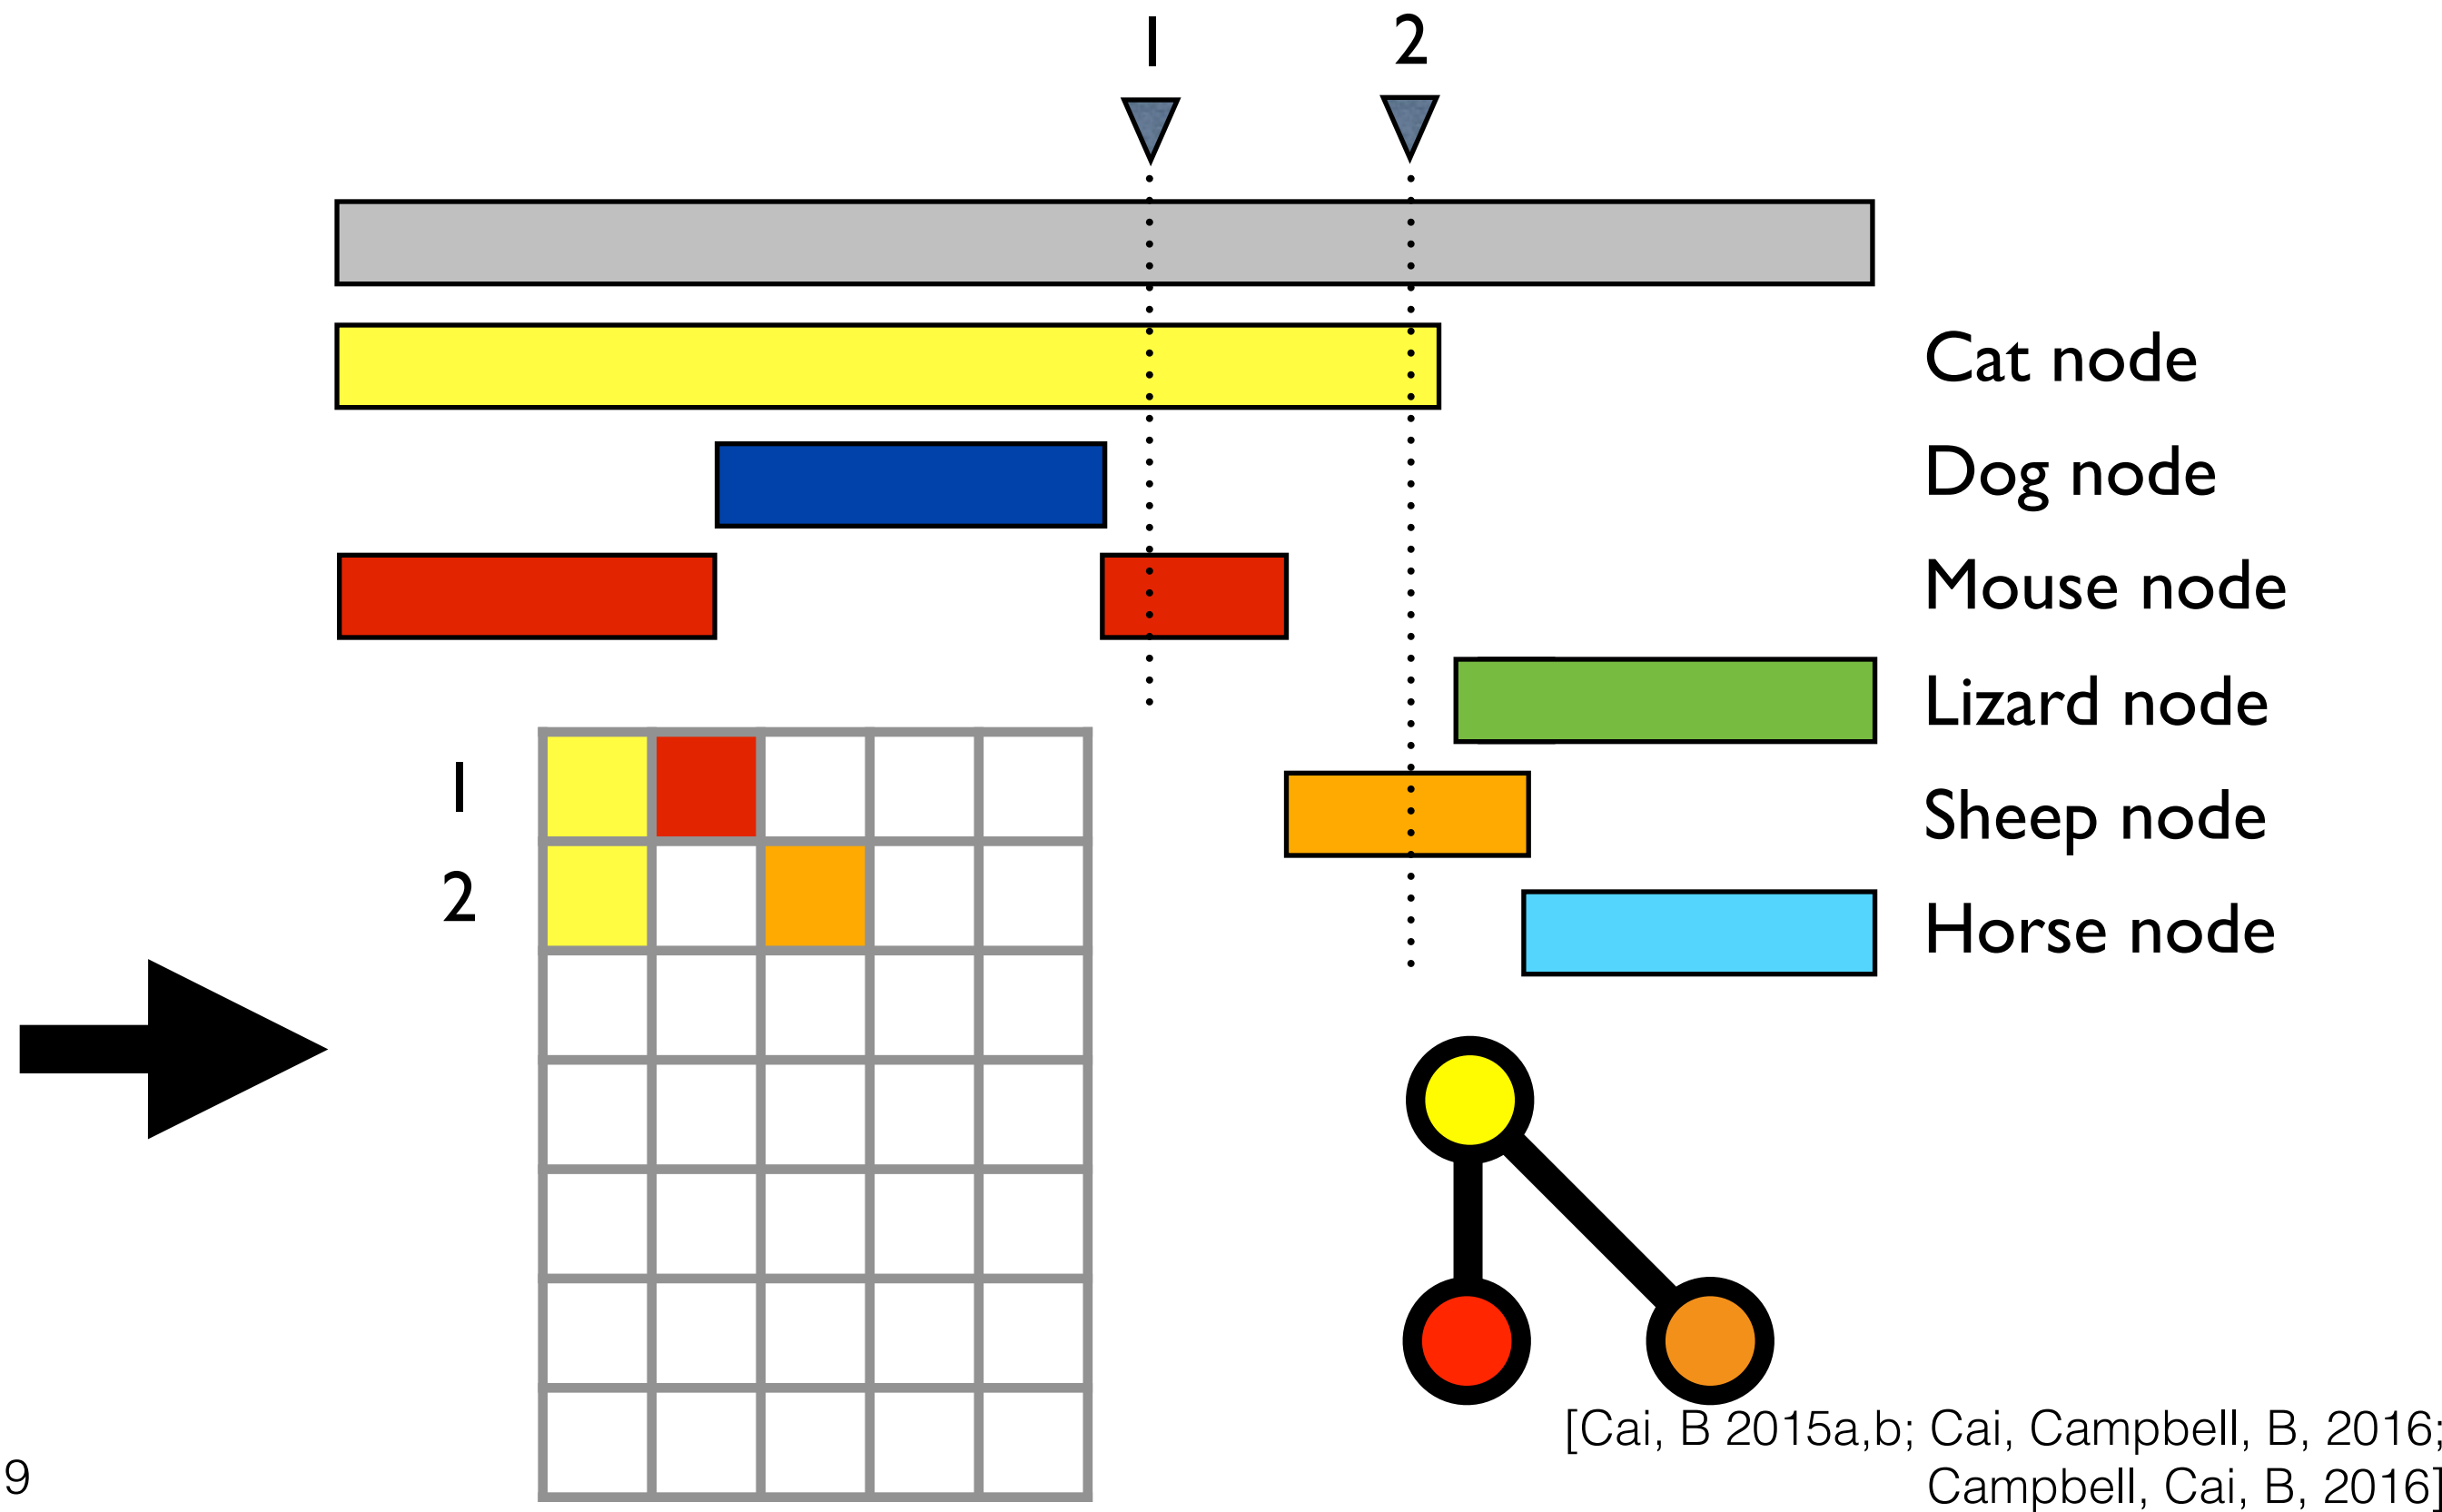 1
2
Cat node
Dog node
Mouse node
Lizard node
1
Sheep node
2
Horse node
[Cai, B 2015a,b; Cai, Campbell, B, 2016;
Campbell, Cai, B, 2016]
9